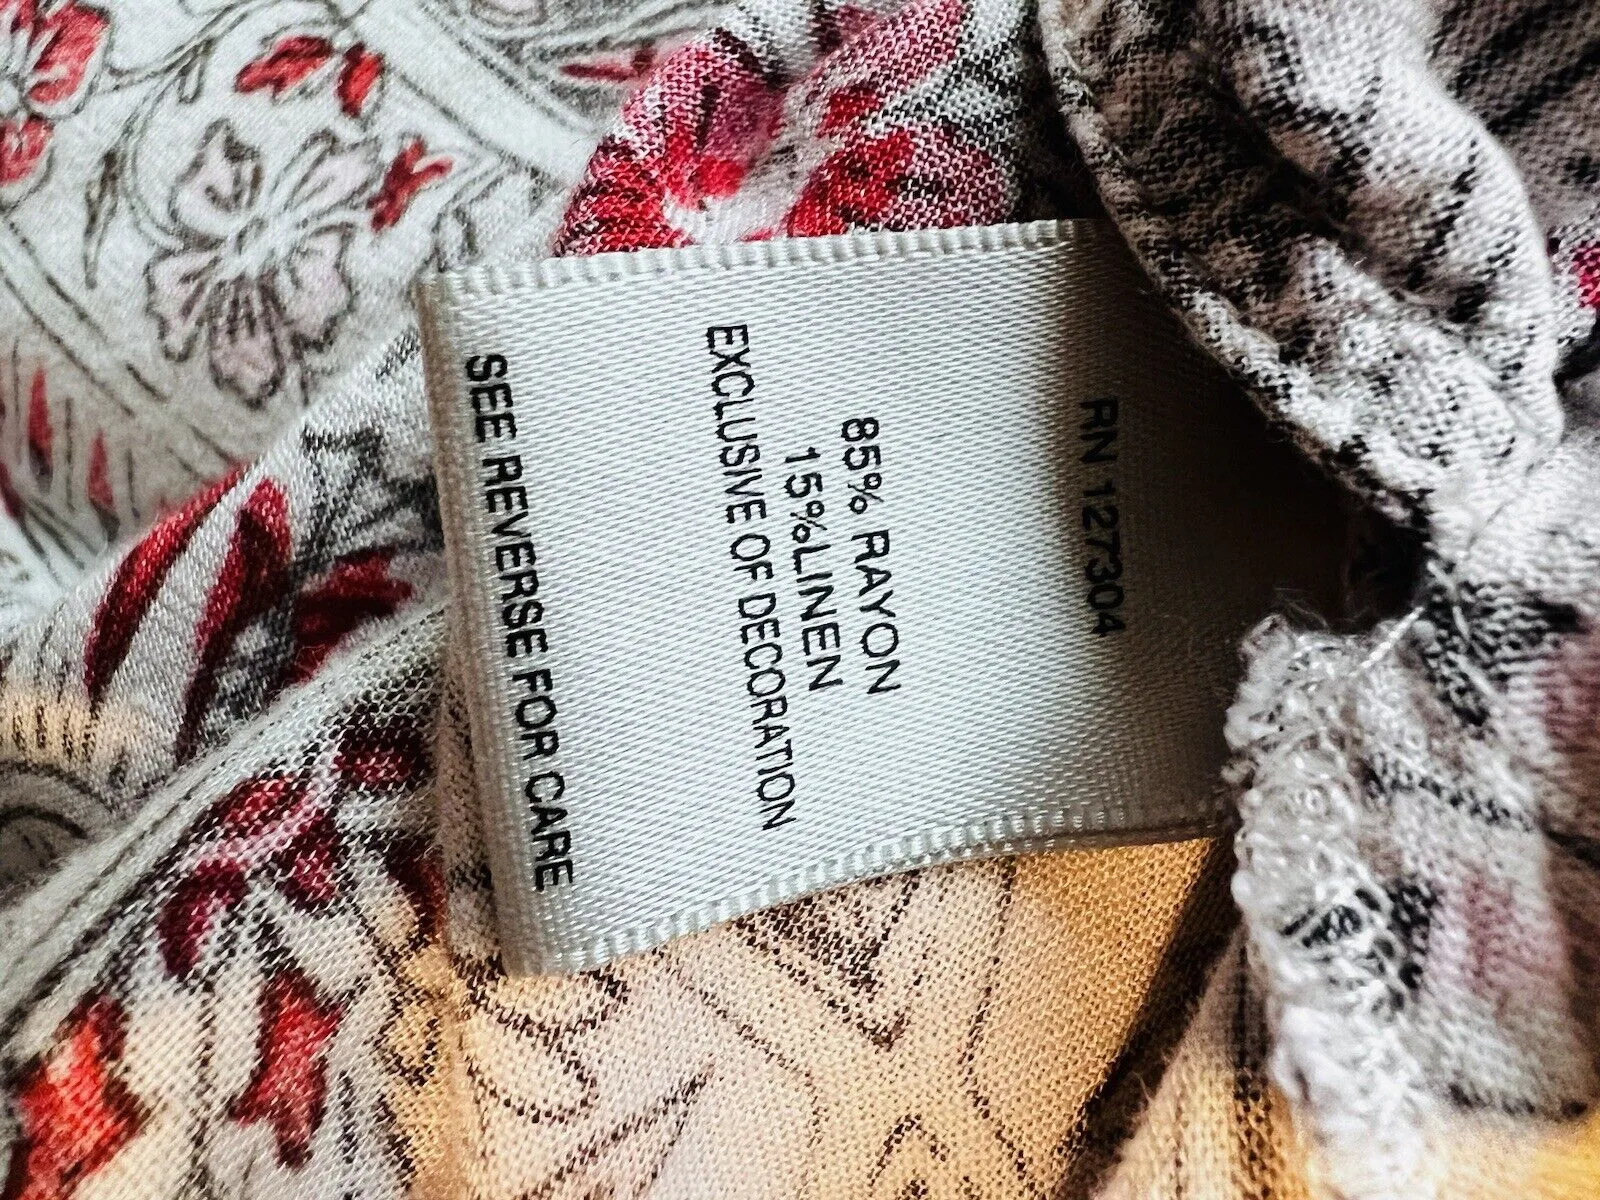 RN 127304
85% RAYON
15%LINEN
EXCLUSIVE OF DECORATION
SEE REVERSE FOR CARE